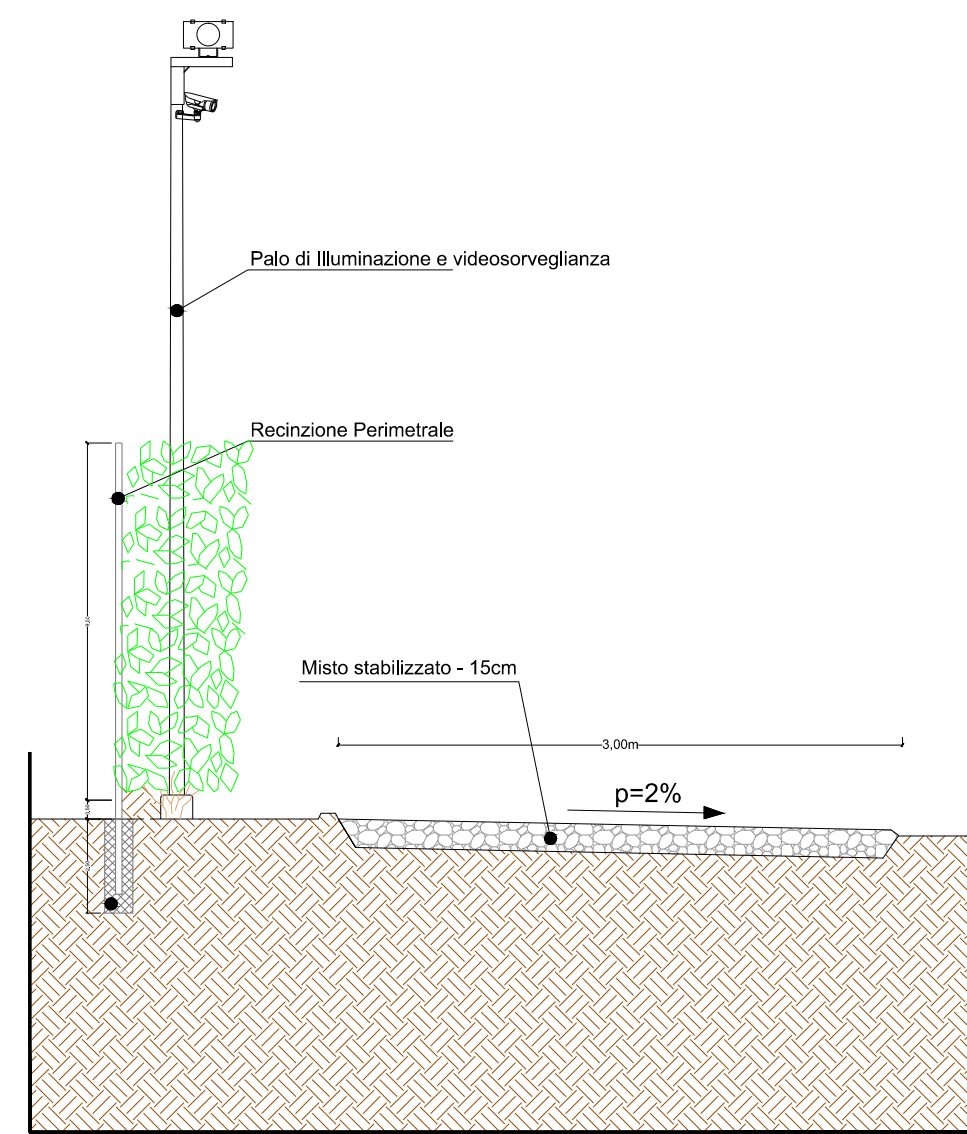 Palo di Illuminazione e videosorveglianza
Recinzione Perimetrale
Misto stabilizzato - 15cm
3,00m
p=2%